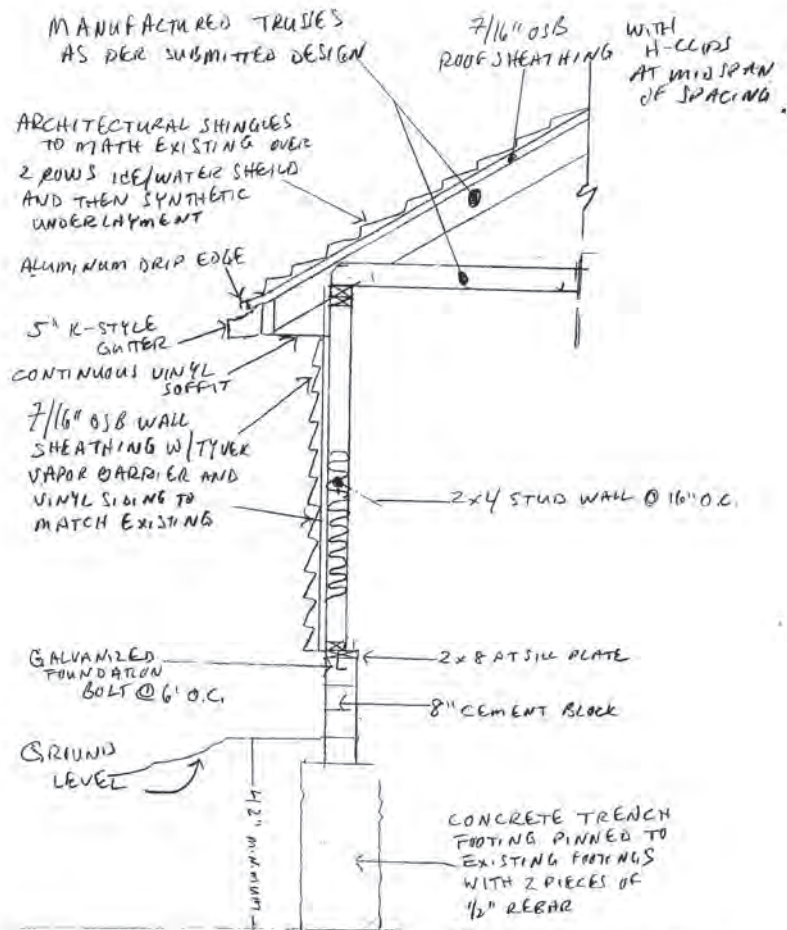 MANUFACTURED TRUSSES
AS PER SUBMITTED DESIGN
7/16" OSB
ROOF SHEATHING
WITH
H-CLIPS
AT MIDSPAN
OF SPACING
ARCHITECTURAL SHINGLES
TO MATH EXISTING OVER
2 ROWS ICE/WATER SHEILD
AND THEN SYNTHETIC
UNDERLAYMENT
ALUMINUM DRIP EDGE
5" K-STYLE
GUTTER
CONTINUOUS VINYL
SOFFIT
7/16" OSB WALL
SHEATHING W/TYVEK
VAPOR BARRIER AND
VINYL SIDING TO
MATCH EXISTING
2x4 STUD WALL @ 16" O.C.
GALVANIZED
FOUNDATION
BOLT @ 6' O.C.
2x8 PT SILL PLATE
8" CEMENT BLOCK
GROUND
LEVEL
42" MINIMUM
CONCRETE TRENCH
FOOTING PINNED TO
EXISTING FOOTINGS
WITH 2 PIECES OF
1/2" REBAR